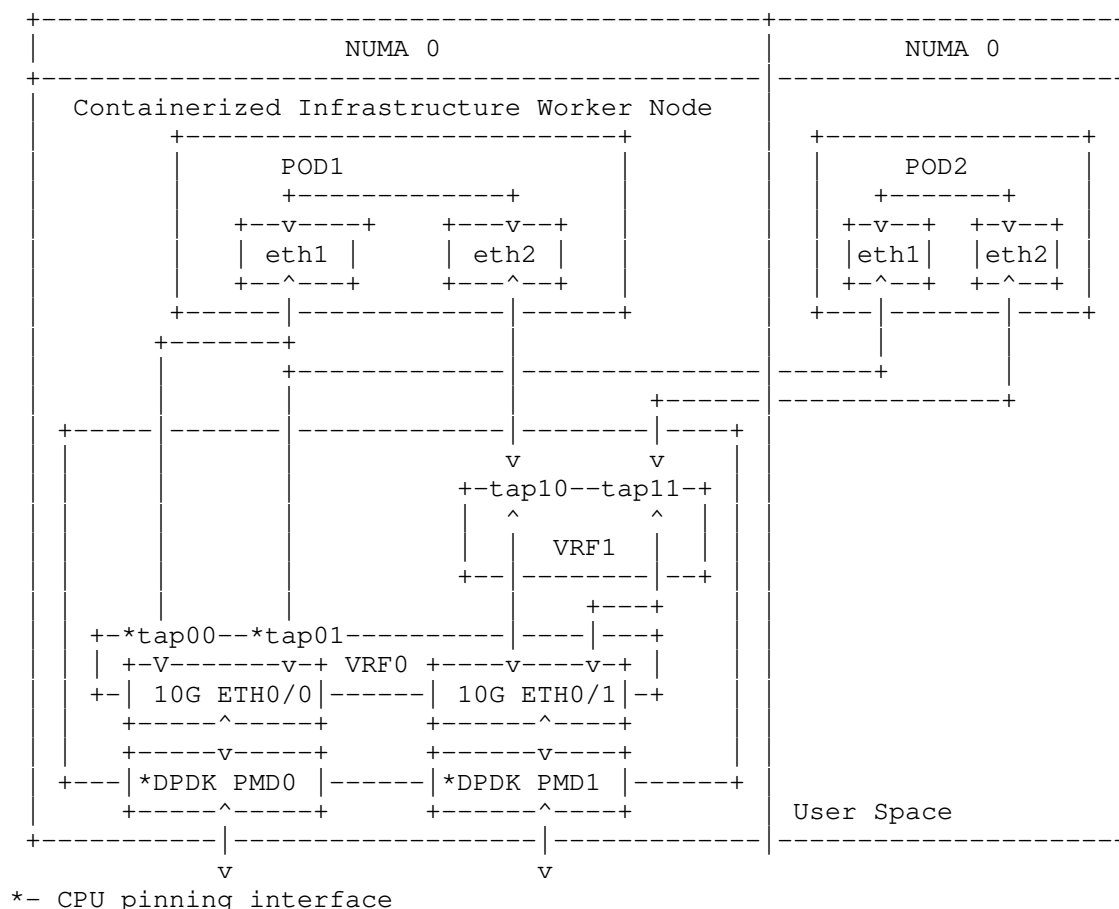 NUMA 0 NUMA 0
Containerized Infrastructure Worker Node
POD1 POD2
eth1 eth2 eth1 eth2
tap10--tap11
VRF1
*tap00--*tap01
VRF0
10G ETH0/0 10G ETH0/1
*DPDK PMD0 *DPDK PMD1
User Space
*- CPU pinning interface